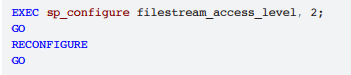 EXEC sp_configure filestream_access_level, 2;
GO
RECONFIGURE
GO